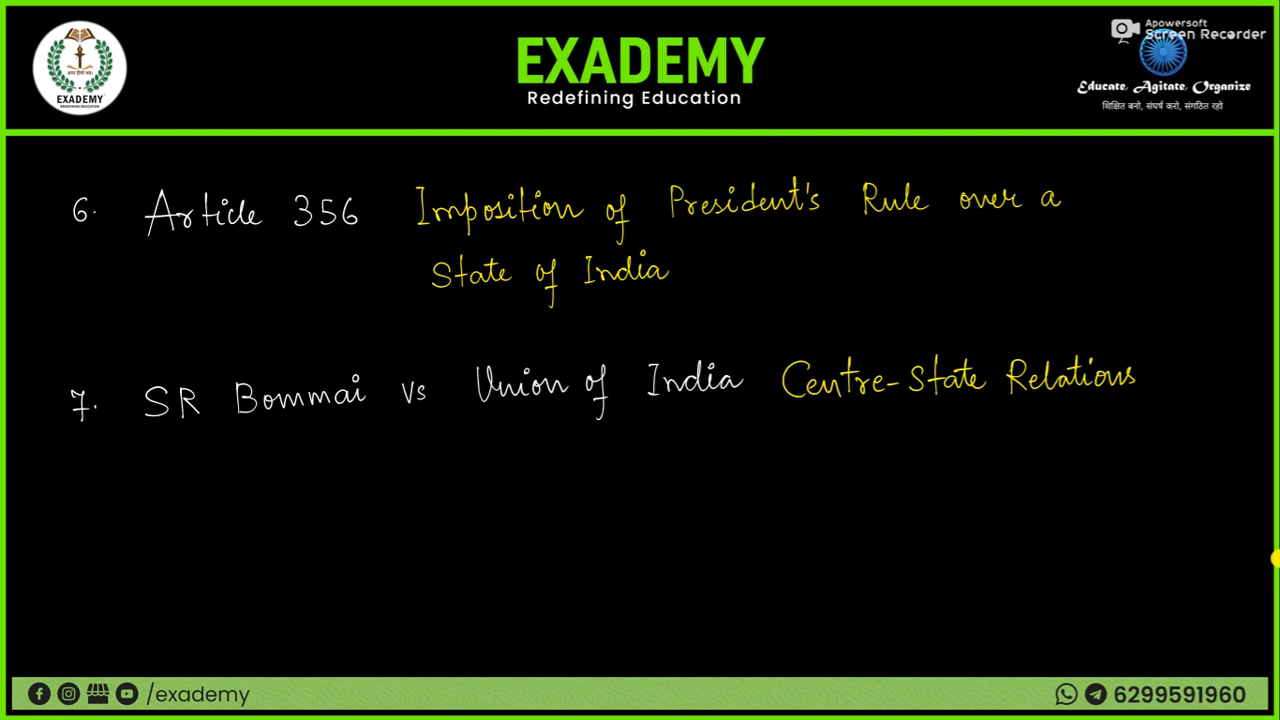 EXADEMY
Redefining Education
EXADEMY
REDEFINING EDUCATION
Apowersoft
Screen Recorder
Educate, Agitate, Organize
शिक्षित बनो, संघर्ष करो, संगठित रहो
6. Article 356 Imposition of President's Rule over a
State of India
7. SR Bommai vs Union of India Centre-State Relations
/exademy
6299591960